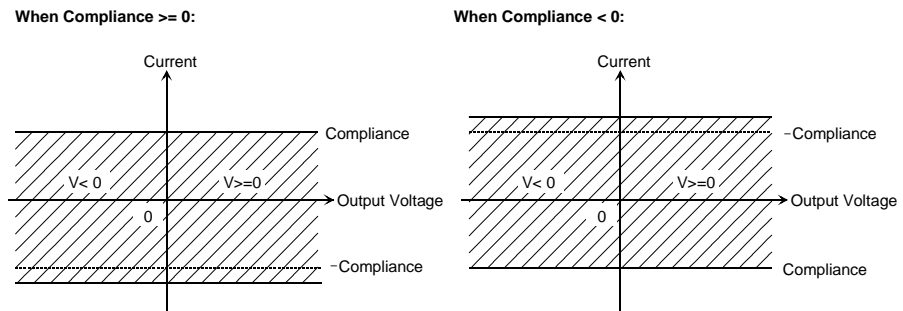 When Compliance >= 0:
Current
Compliance
V< 0
V>=0
Output Voltage
0
−Compliance
When Compliance < 0:
Current
−Compliance
V< 0
V>=0
Output Voltage
0
Compliance